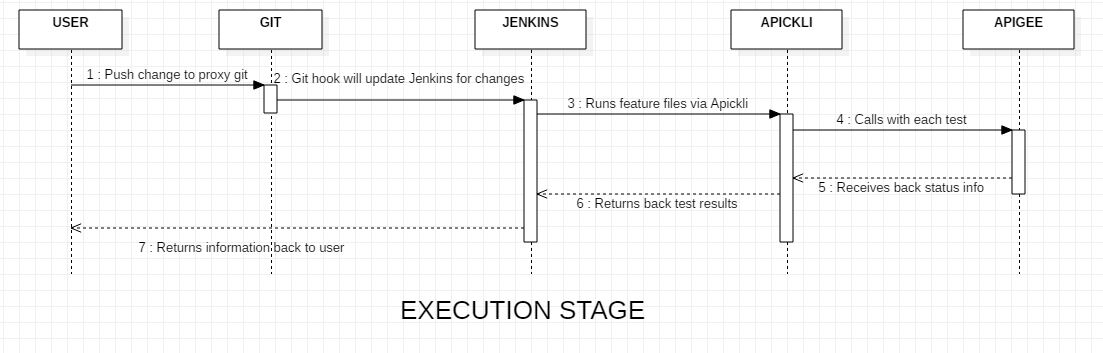 USER
GIT
JENKINS
APICKLI
APIGEE
1 : Push change to proxy git
2 : Git hook will update Jenkins for changes
3 : Runs feature files via Apickli
4 : Calls with each test
5 : Receives back status info
6 : Returns back test results
7 : Returns information back to user
EXECUTION STAGE